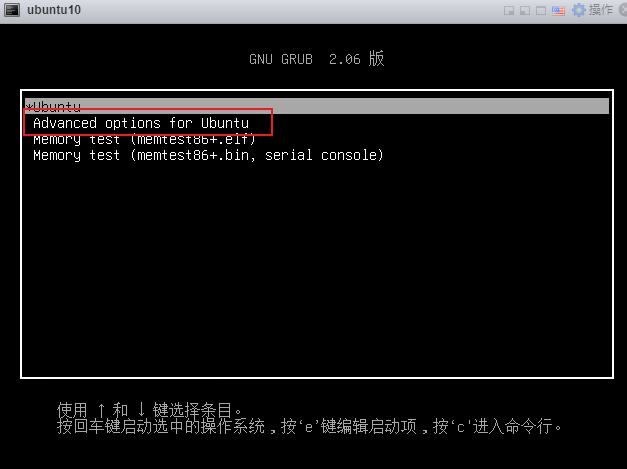 ubuntu10
操作
GNU GRUB 2.06 版
*Ubuntu
Advanced options for Ubuntu
Memory test (memtest86+.elf)
Memory test (memtest86+.bin, serial console)
使用 ↑ 和 ↓ 键选择条目。
按回车键启动选中的操作系统，按‘e’键编辑启动项，按‘c'进入命令行。